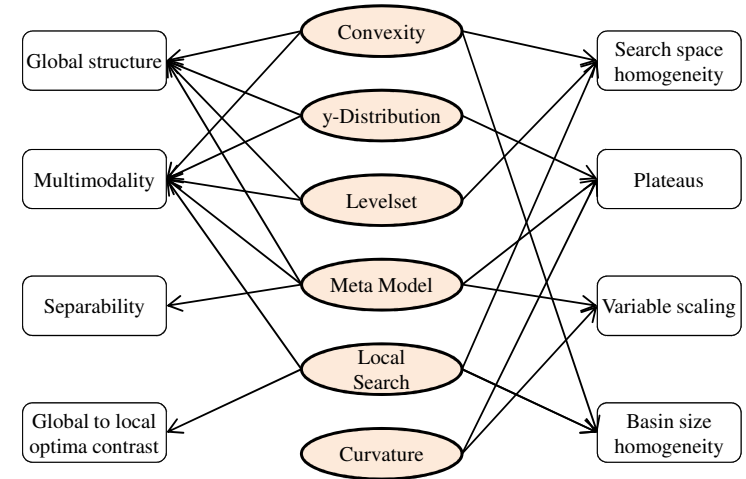 Global structure
Multimodality
Separability
Global to local
optima contrast
Convexity
y-Distribution
Levelset
Meta Model
Local
Search
Curvature
Search space
homogeneity
Plateaus
Variable scaling
Basin size
homogeneity